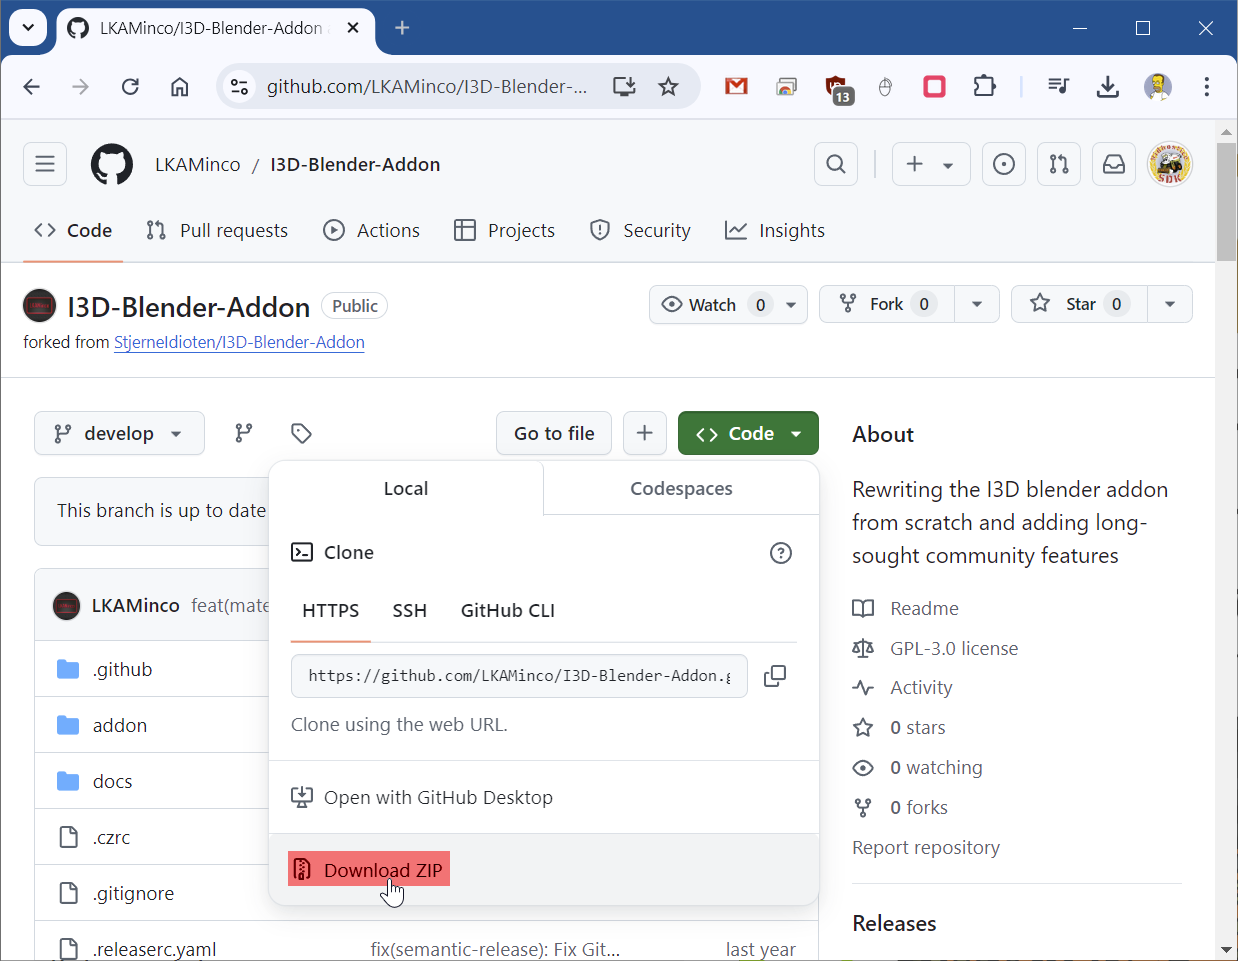 LKAMinco/I3D-Blender-Addon
github.com/LKAMinco/I3D-Blender-...
13
LKAMinco / I3D-Blender-Addon
Code Pull requests Actions Projects Security Insights
I3D-Blender-Addon Public
Watch 0 Fork 0 Star 0
forked from StjerneIdioten/I3D-Blender-Addon
develop Go to file Code
Local Codespaces
This branch is up to date
Clone
HTTPS SSH GitHub CLI
LKAMinco feat(mate
https://github.com/LKAMinco/I3D-Blender-Addon.g
Clone using the web URL.
Open with GitHub Desktop
Download ZIP
.github
addon
docs
.czrc
.gitignore
.releaserc.yaml fix(semantic-release): Fix Git... last year
About
Rewriting the I3D blender addon
from scratch and adding long-
sought community features
Readme
GPL-3.0 license
Activity
0 stars
0 watching
0 forks
Report repository
Releases